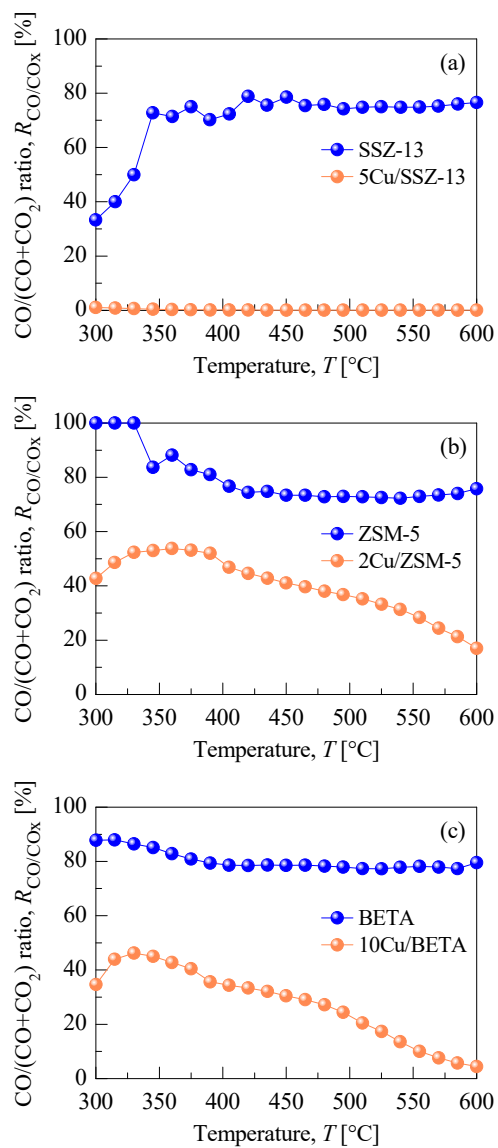 CO/(CO+CO2) ratio, RCO/COx [%]
100
80
60
40
20
0
(a)
SSZ-13
5Cu/SSZ-13
300 350 400 450 500 550 600
Temperature, T [°C]
CO/(CO+CO2) ratio, RCO/COx [%]
100
80
60
40
20
0
(b)
ZSM-5
2Cu/ZSM-5
300 350 400 450 500 550 600
Temperature, T [°C]
CO/(CO+CO2) ratio, RCO/COx [%]
100
80
60
40
20
0
(c)
BETA
10Cu/BETA
300 350 400 450 500 550 600
Temperature, T [°C]